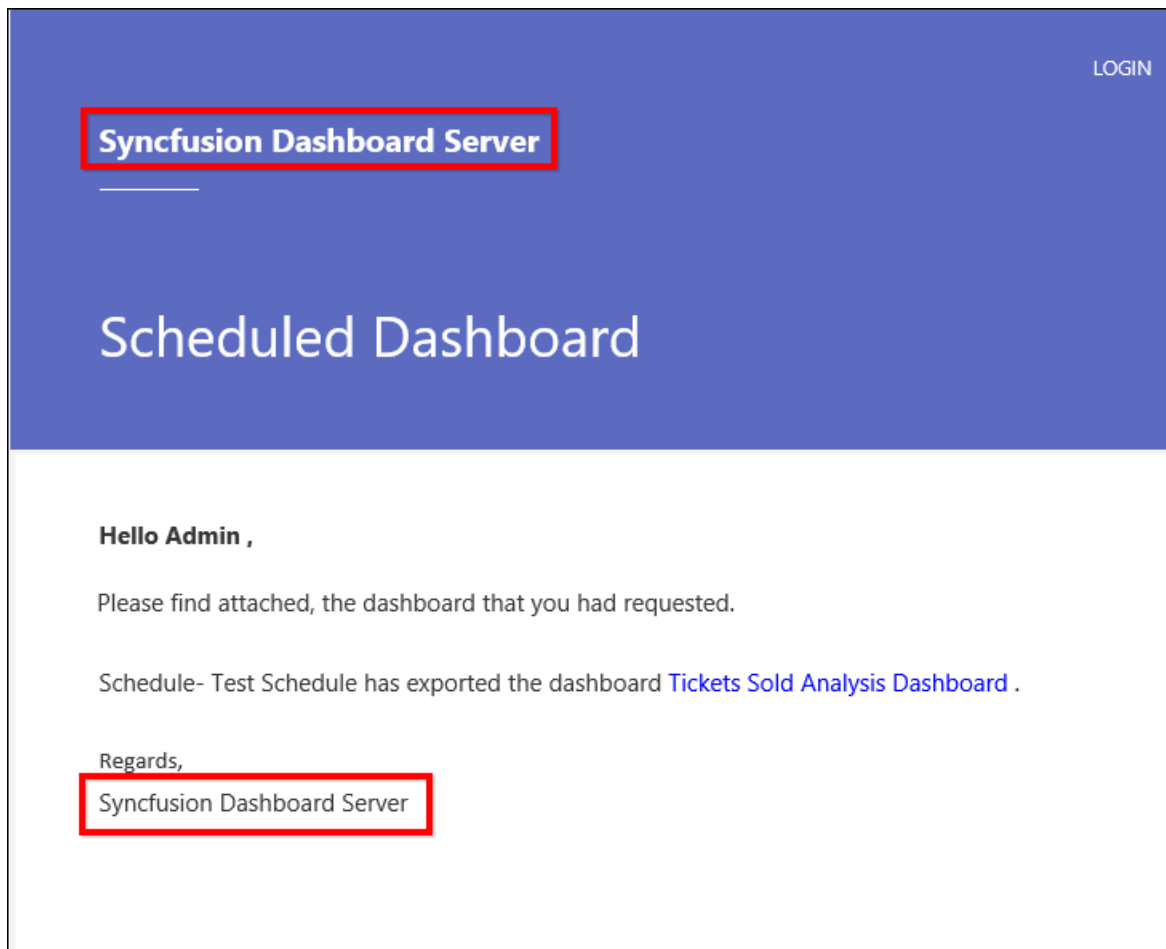 LOGIN
Syncfusion Dashboard Server
Scheduled Dashboard
Hello Admin ,
Please find attached, the dashboard that you had requested.
Schedule- Test Schedule has exported the dashboard Tickets Sold Analysis Dashboard .
Regards,
Syncfusion Dashboard Server